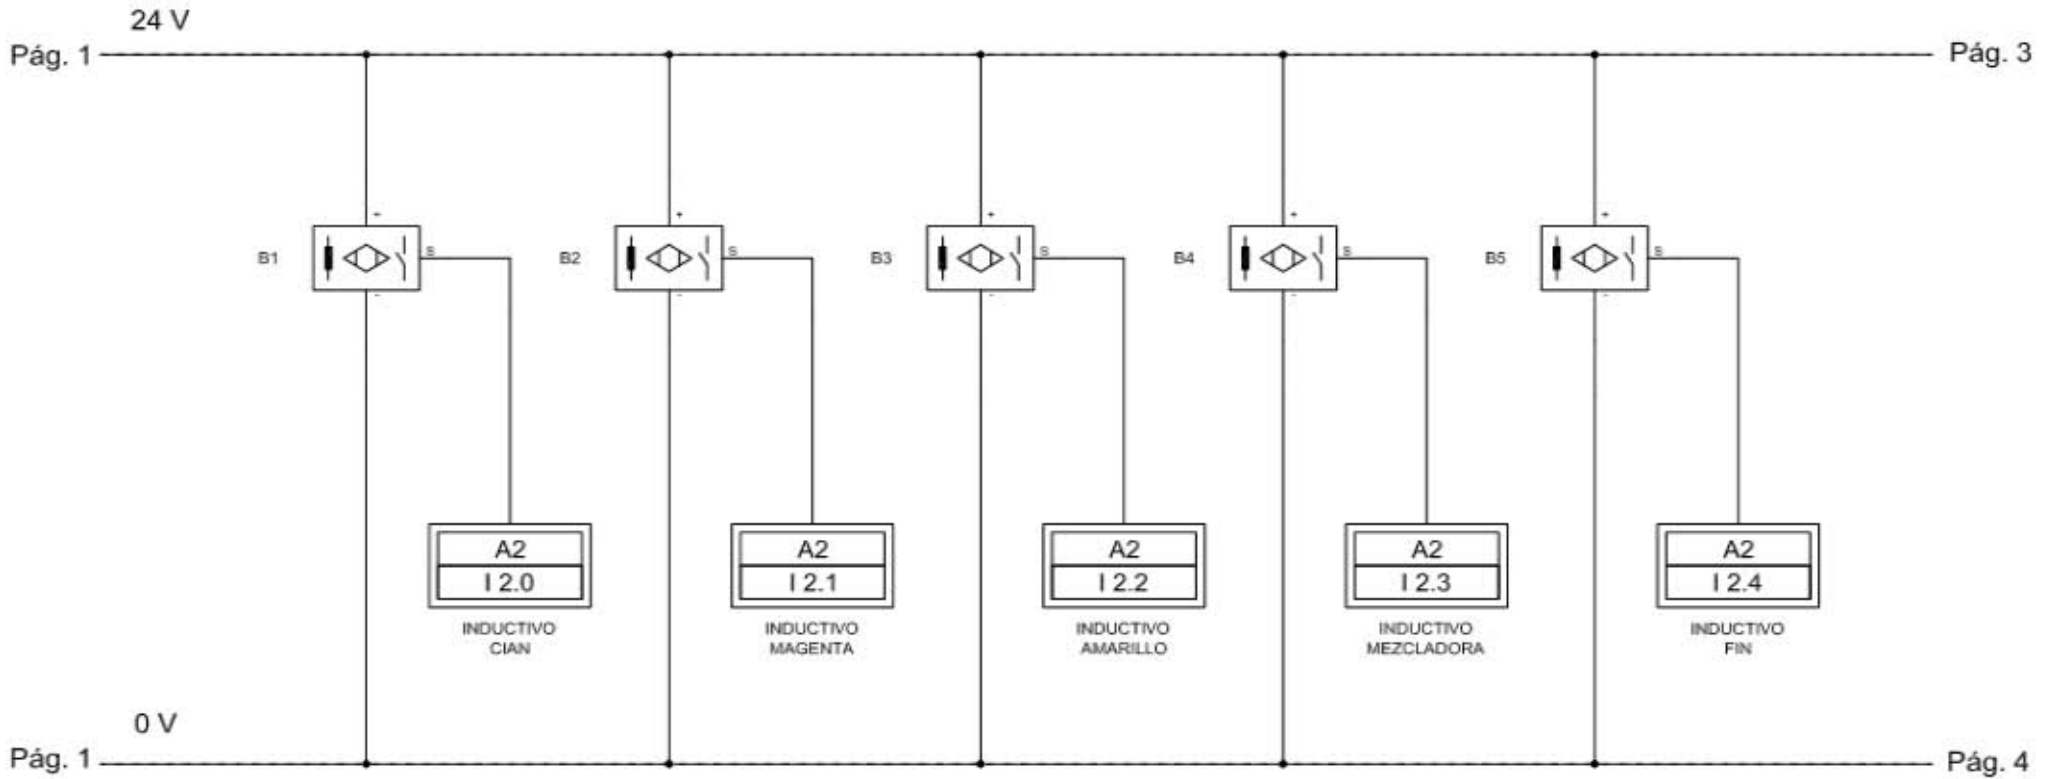 24 V
Pág. 1
Pág. 3
+
+
+
+
+
B1
S
B2
S
B3
S
B4
S
B5
S
-
-
-
-
-
A2
A2
A2
A2
A2
I 2.0
I 2.1
I 2.2
I 2.3
I 2.4
INDUCTIVO
CIAN
INDUCTIVO
MAGENTA
INDUCTIVO
AMARILLO
INDUCTIVO
MEZCLADORA
INDUCTIVO
FIN
0 V
Pág. 1
Pág. 4